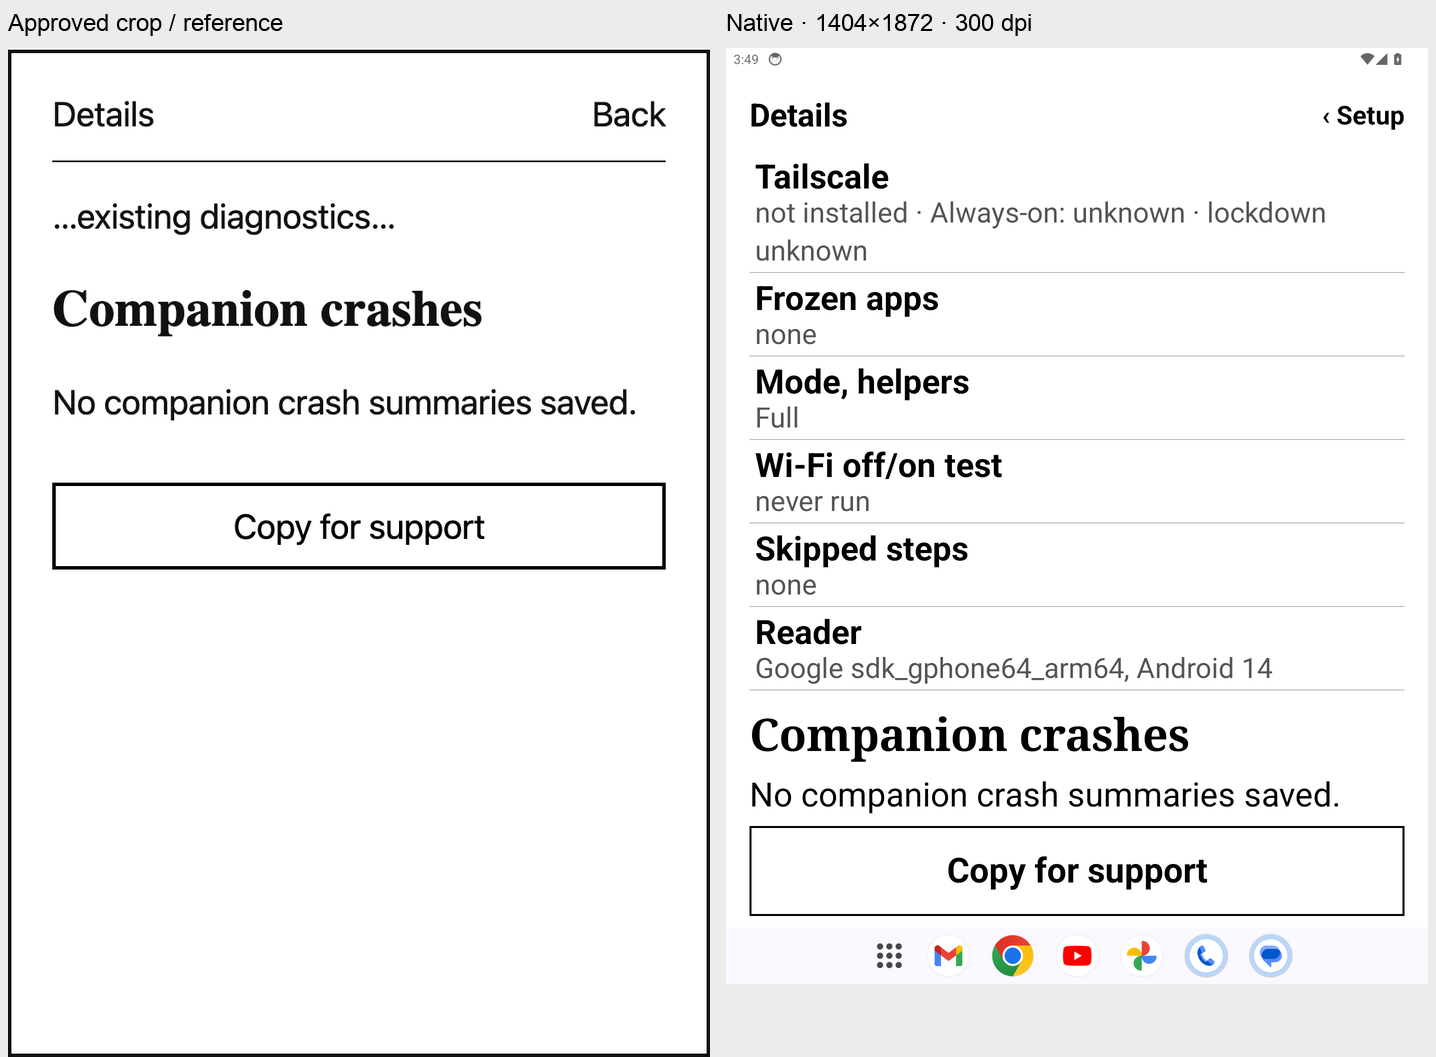 Approved crop / reference
Details
Back
...existing diagnostics...
Companion crashes
No companion crash summaries saved.
Copy for support
Native · 1404×1872 · 300 dpi
3:49
Details
‹ Setup
Tailscale
not installed · Always-on: unknown · lockdown
unknown
Frozen apps
none
Mode, helpers
Full
Wi-Fi off/on test
never run
Skipped steps
none
Reader
Google sdk_gphone64_arm64, Android 14
Companion crashes
No companion crash summaries saved.
Copy for support